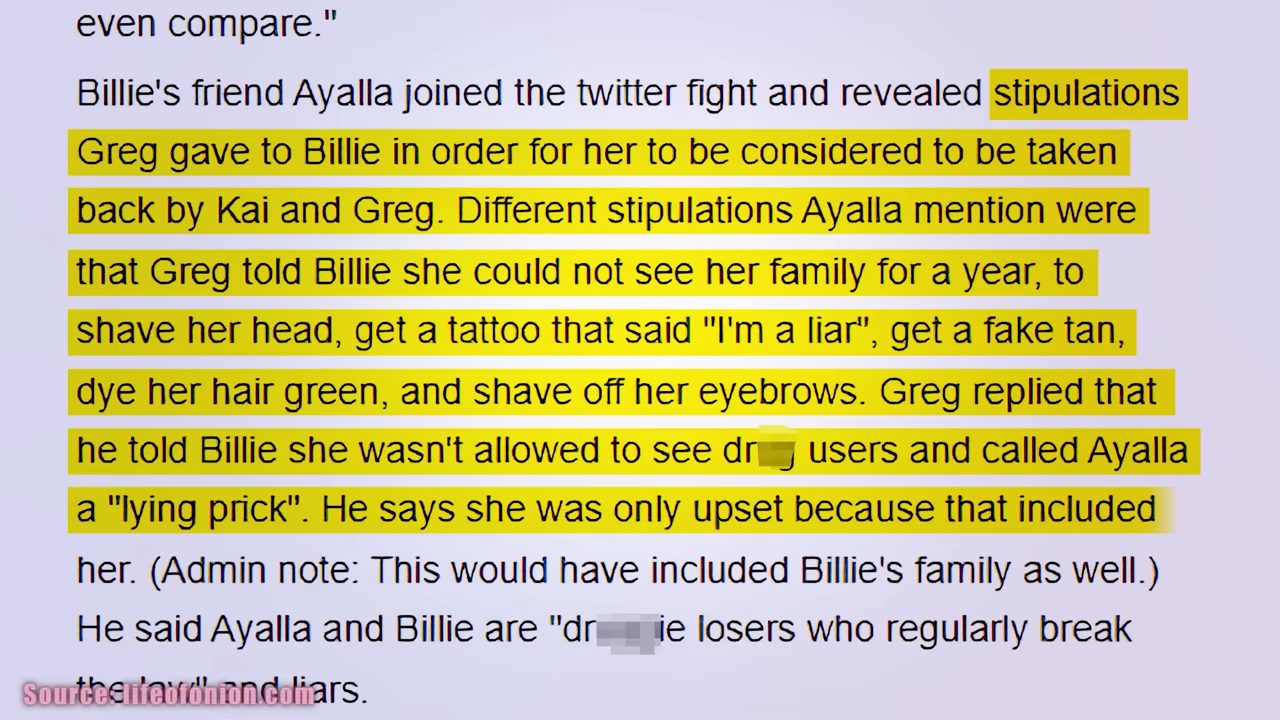 even compare."
Billie's friend Ayalla joined the twitter fight and revealed stipulations
Greg gave to Billie in order for her to be considered to be taken
back by Kai and Greg. Different stipulations Ayalla mention were
that Greg told Billie she could not see her family for a year, to
shave her head, get a tattoo that said "I'm a liar", get a fake tan,
dye her hair green, and shave off her eyebrows. Greg replied that
he told Billie she wasn't allowed to see users and called Ayalla
a "lying prick". He says she was only upset because that included
her. (Admin note: This would have included Billie's family as well.)
He said Ayalla and Billie are " losers who regularly break
the law" and liars.
Source: lifeofonion.com